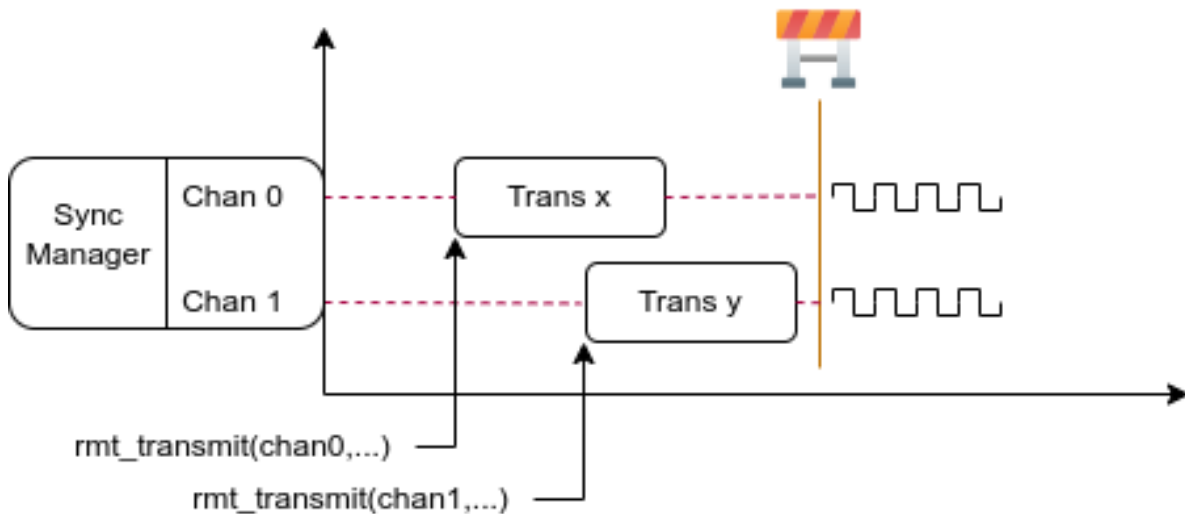 Sync
Manager
Chan 0
Chan 1
Trans x
Trans y
rmt_transmit(chan0,...)
rmt_transmit(chan1,...)